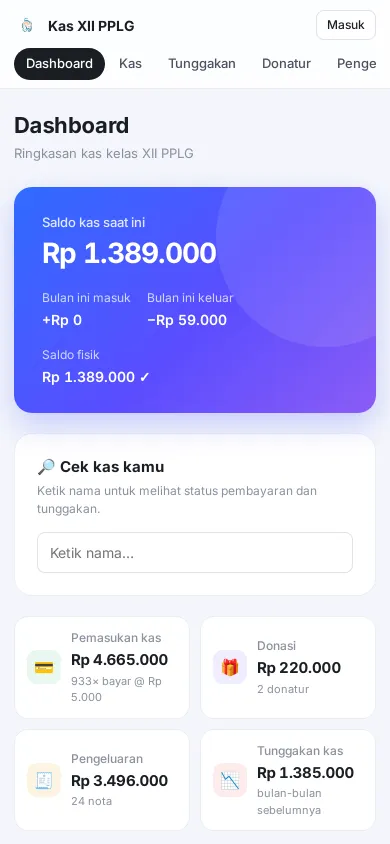 Kas XII PPLG
Masuk
Dashboard Kas Tunggakan Donatur Penge
Dashboard
Ringkasan kas kelas XII PPLG
Saldo kas saat ini
Rp 1.389.000
Bulan ini masuk Bulan ini keluar
+Rp 0 −Rp 59.000
Saldo fisik
Rp 1.389.000 ✓
🔎 Cek kas kamu
Ketik nama untuk melihat status pembayaran dan
tunggakan.
Ketik nama...
Pemasukan kas
Rp 4.665.000
933× bayar @ Rp
5.000
Donasi
Rp 220.000
2 donatur
Pengeluaran
Rp 3.496.000
24 nota
Tunggakan kas
Rp 1.385.000
bulan-bulan
sebelumnya